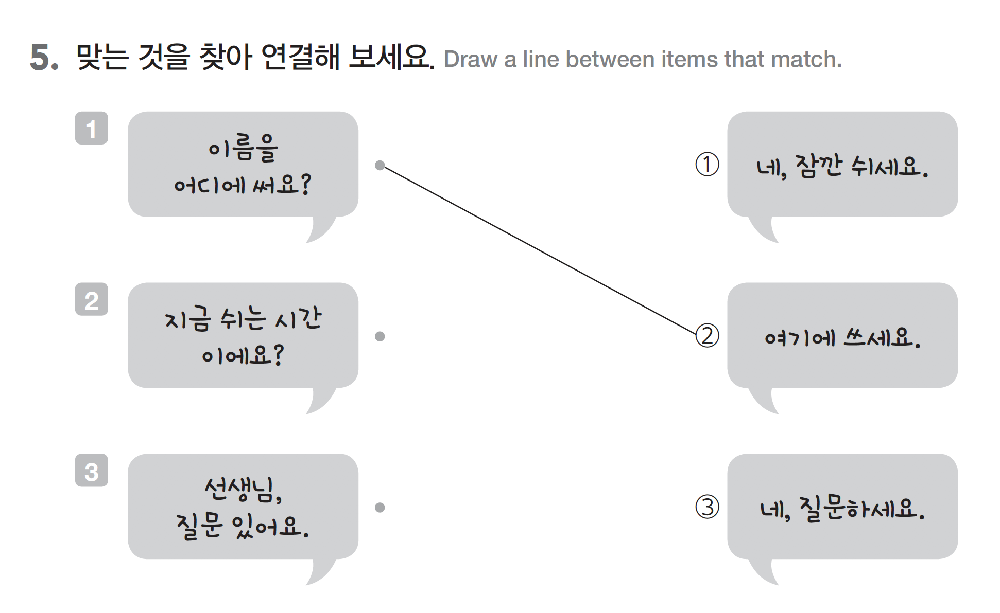 5. 맞는 것을 찾아 연결해 보세요. Draw a line between items that match.
1
이름을
어디에 써요?
①
네, 잠깐 쉬세요.
2
지금 쉬는 시간
이에요?
②
여기에 쓰세요.
3
선생님,
질문 있어요.
③
네, 질문하세요.